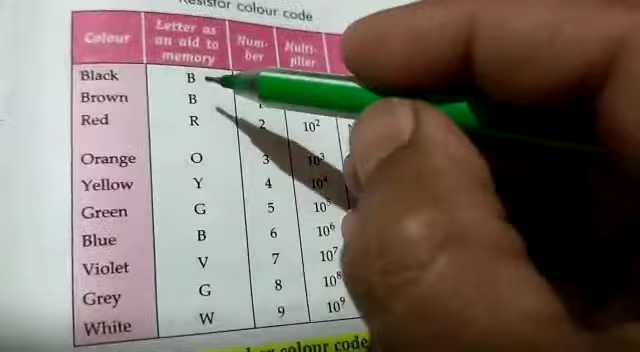 Resistor colour code
Colour Letter as an aid to memory Num- ber Multi- plier
Black B
Brown B
Red R 2 10²
Orange O 3 10³
Yellow Y 4 10⁴
Green G 5 10⁵
Blue B 6 10⁶
Violet V 7 10⁷
Grey G 8 10⁸
White W 9 10⁹
colour code